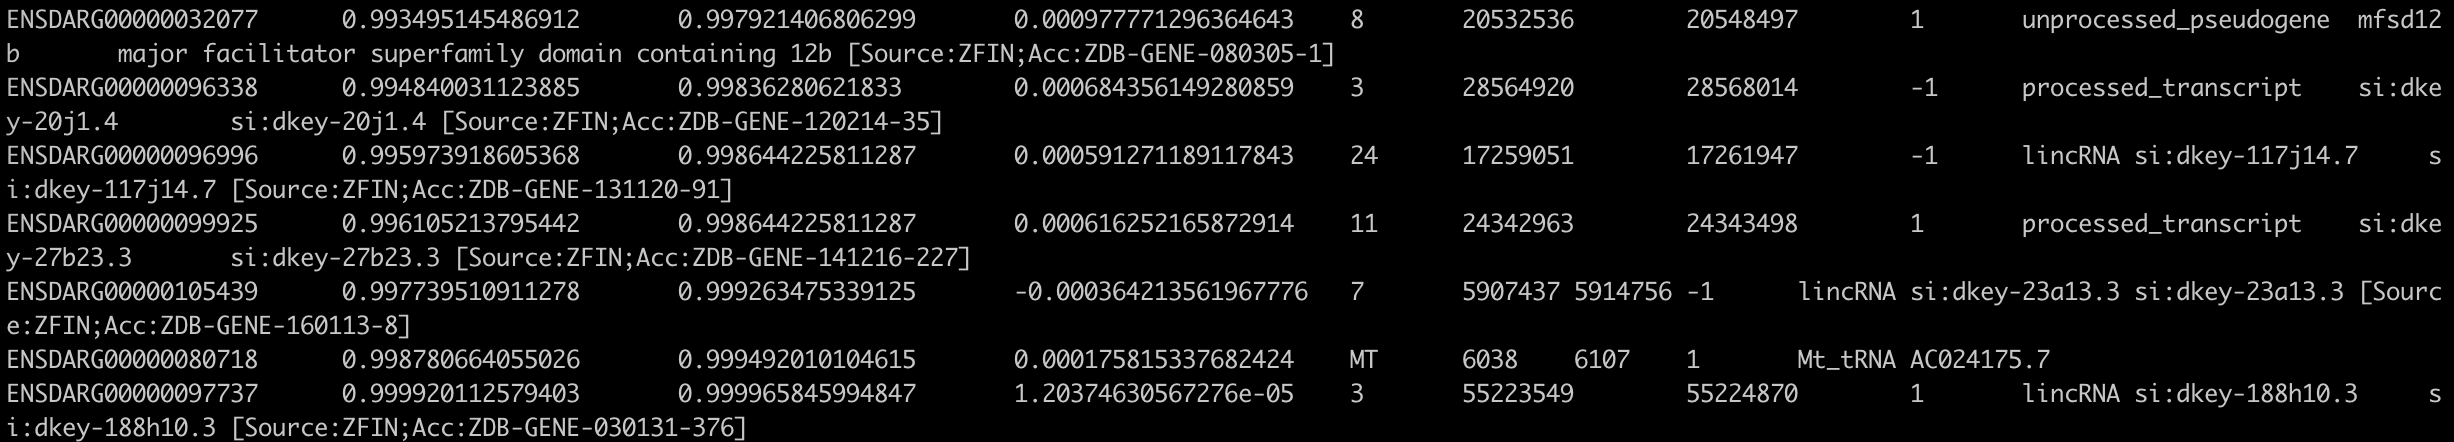 ENSDARG00000032077 0.993495145486912 0.997921406806299 0.000977771296364643 8 20532536 20548497 1 unprocessed_pseudogene mfsd12
b major facilitator superfamily domain containing 12b [Source:ZFIN;Acc:ZDB-GENE-080305-1]
ENSDARG00000096338 0.994840031123885 0.99836280621833 0.000684356149280859 3 28564920 28568014 -1 processed_transcript si:dke
y-20j1.4 si:dkey-20j1.4 [Source:ZFIN;Acc:ZDB-GENE-120214-35]
ENSDARG00000096996 0.995973918605368 0.998644225811287 0.000591271189117843 24 17259051 17261947 -1 lincRNA si:dkey-117j14.7 s
i:dkey-117j14.7 [Source:ZFIN;Acc:ZDB-GENE-131120-91]
ENSDARG00000099925 0.996105213795442 0.998644225811287 0.000616252165872914 11 24342963 24343498 1 processed_transcript si:dke
y-27b23.3 si:dkey-27b23.3 [Source:ZFIN;Acc:ZDB-GENE-141216-227]
ENSDARG00000105439 0.997739510911278 0.999263475339125 -0.000364213561967776 7 5907437 5914756 -1 lincRNA si:dkey-23a13.3 si:dkey-23a13.3 [Sourc
e:ZFIN;Acc:ZDB-GENE-160113-8]
ENSDARG00000080718 0.998780664055026 0.999492010104615 0.000175815337682424 MT 6038 6107 1 Mt_tRNA AC024175.7
ENSDARG00000097737 0.999920112579403 0.999965845994847 1.20374630567276e-05 3 55223549 55224870 1 lincRNA si:dkey-188h10.3 s
i:dkey-188h10.3 [Source:ZFIN;Acc:ZDB-GENE-030131-376]